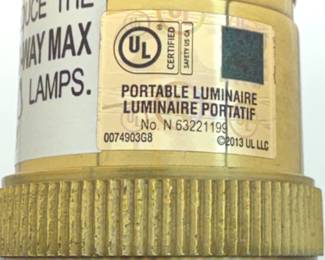 DUCE THE
WAY MAX
LAMPS.
UL
CERTIFIED
SAFETY US CA
PORTABLE LUMINAIRE
LUMINAIRE PORTATIF
No. N 63221199
0074903G8 ©2013 UL LLC